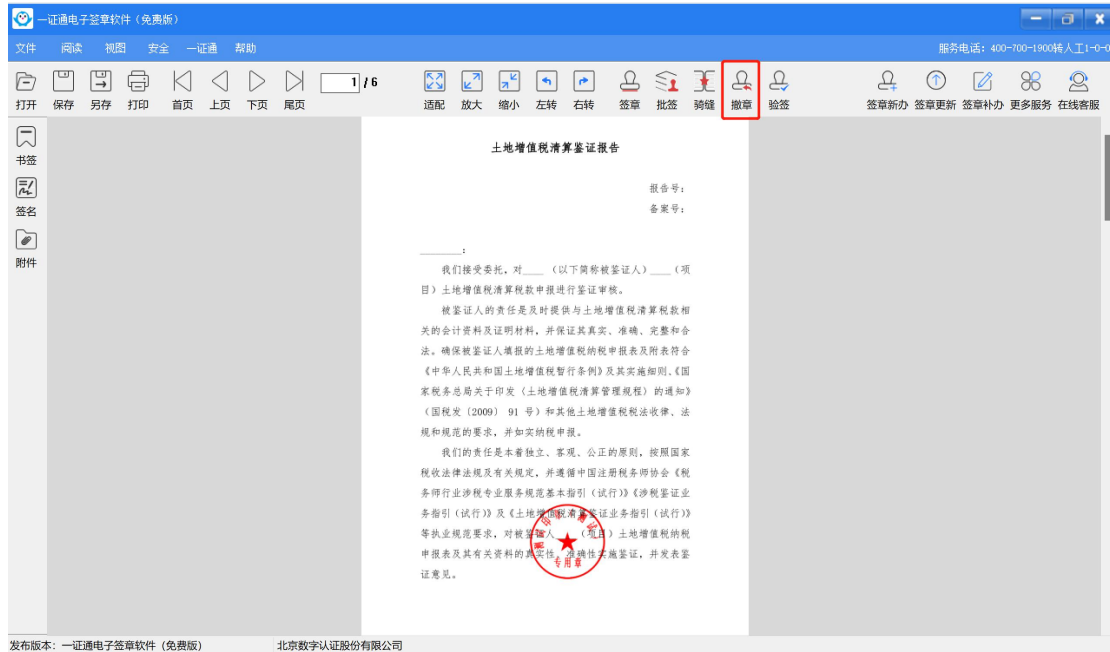 一证通电子签章软件（免费版）
文件 阅读 视图 安全 一证通 帮助 服务电话：400-700-1900转人工1-0-0
打开 保存 另存 打印 首页 上页 下页 尾页 1 / 6 适配 放大 缩小 左转 右转 签章 批签 骑缝 撤章 验签 签章新办 签章更新 签章补办 更多服务 在线客服
书签
签名
附件
土地增值税清算鉴证报告
报告号：
备案号：
________：
我们接受委托，对____（以下简称被鉴证人）____（项
目）土地增值税清算税款申报进行鉴证审核。
被鉴证人的责任是及时提供与土地增值税清算税款相
关的会计资料及证明材料，并保证其真实、准确、完整和合
法。确保被鉴证人填报的土地增值税纳税申报表及附表符合
《中华人民共和国土地增值税暂行条例》及其实施细则、《国
家税务总局关于印发〈土地增值税清算管理规程〉的通知》
（国税发〔2009〕 91 号）和其他土地增值税税法收律、法
规和规范的要求，并如实纳税申报。
我们的责任是本着独立、客观、公正的原则，按照国家
税收法律法规及有关规定，并遵循中国注册税务师协会《税
务师行业涉税专业服务规范基本指引（试行）》《涉税鉴证业
务指引（试行）》及《土地增值税清算鉴证业务指引（试行）》
等执业规范要求，对被鉴证人____（项目）土地增值税纳税
申报表及其有关资料的真实性、准确性实施鉴证，并发表鉴
证意见。
专用章
发布版本：一证通电子签章软件（免费版） 北京数字认证股份有限公司